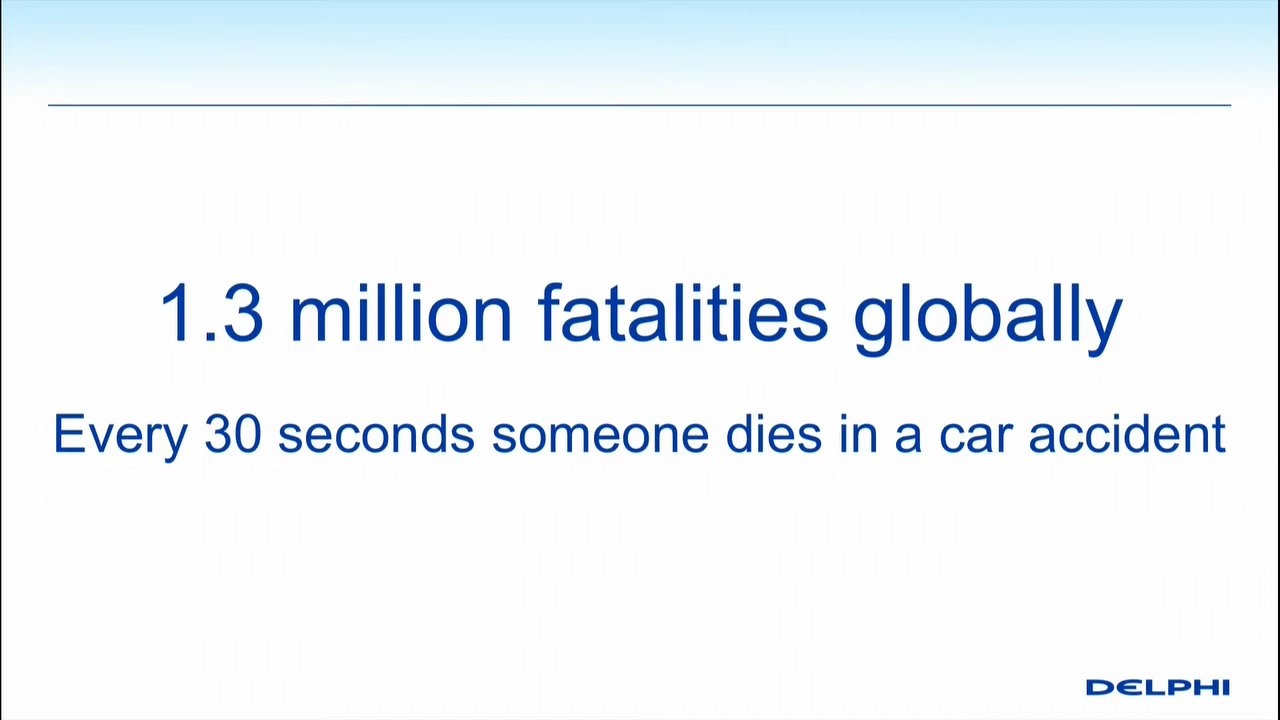 1.3 million fatalities globally
Every 30 seconds someone dies in a car accident
DELPHI